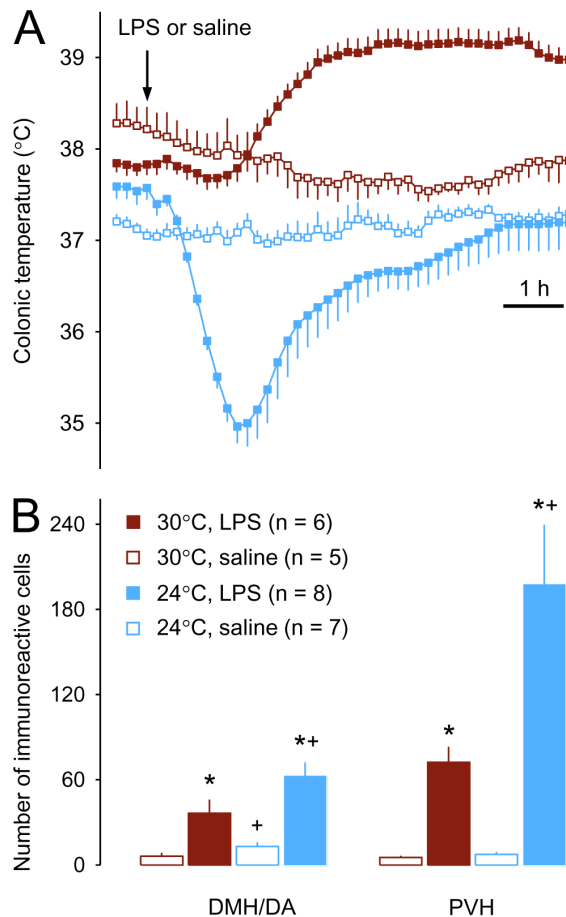 A
LPS or saline
39
38
37
36
35
Colonic temperature (°C)
1 h
B
240
180
120
60
0
Number of immunoreactive cells
30°C, LPS (n = 6)
30°C, saline (n = 5)
24°C, LPS (n = 8)
24°C, saline (n = 7)
*
+
*+
*
*+
DMH/DA
PVH